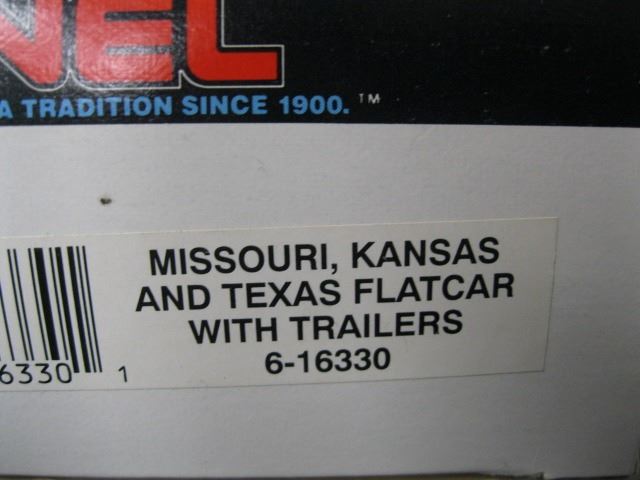 NEL
A TRADITION SINCE 1900.™
MISSOURI, KANSAS
AND TEXAS FLATCAR
WITH TRAILERS
6-16330
6330 1